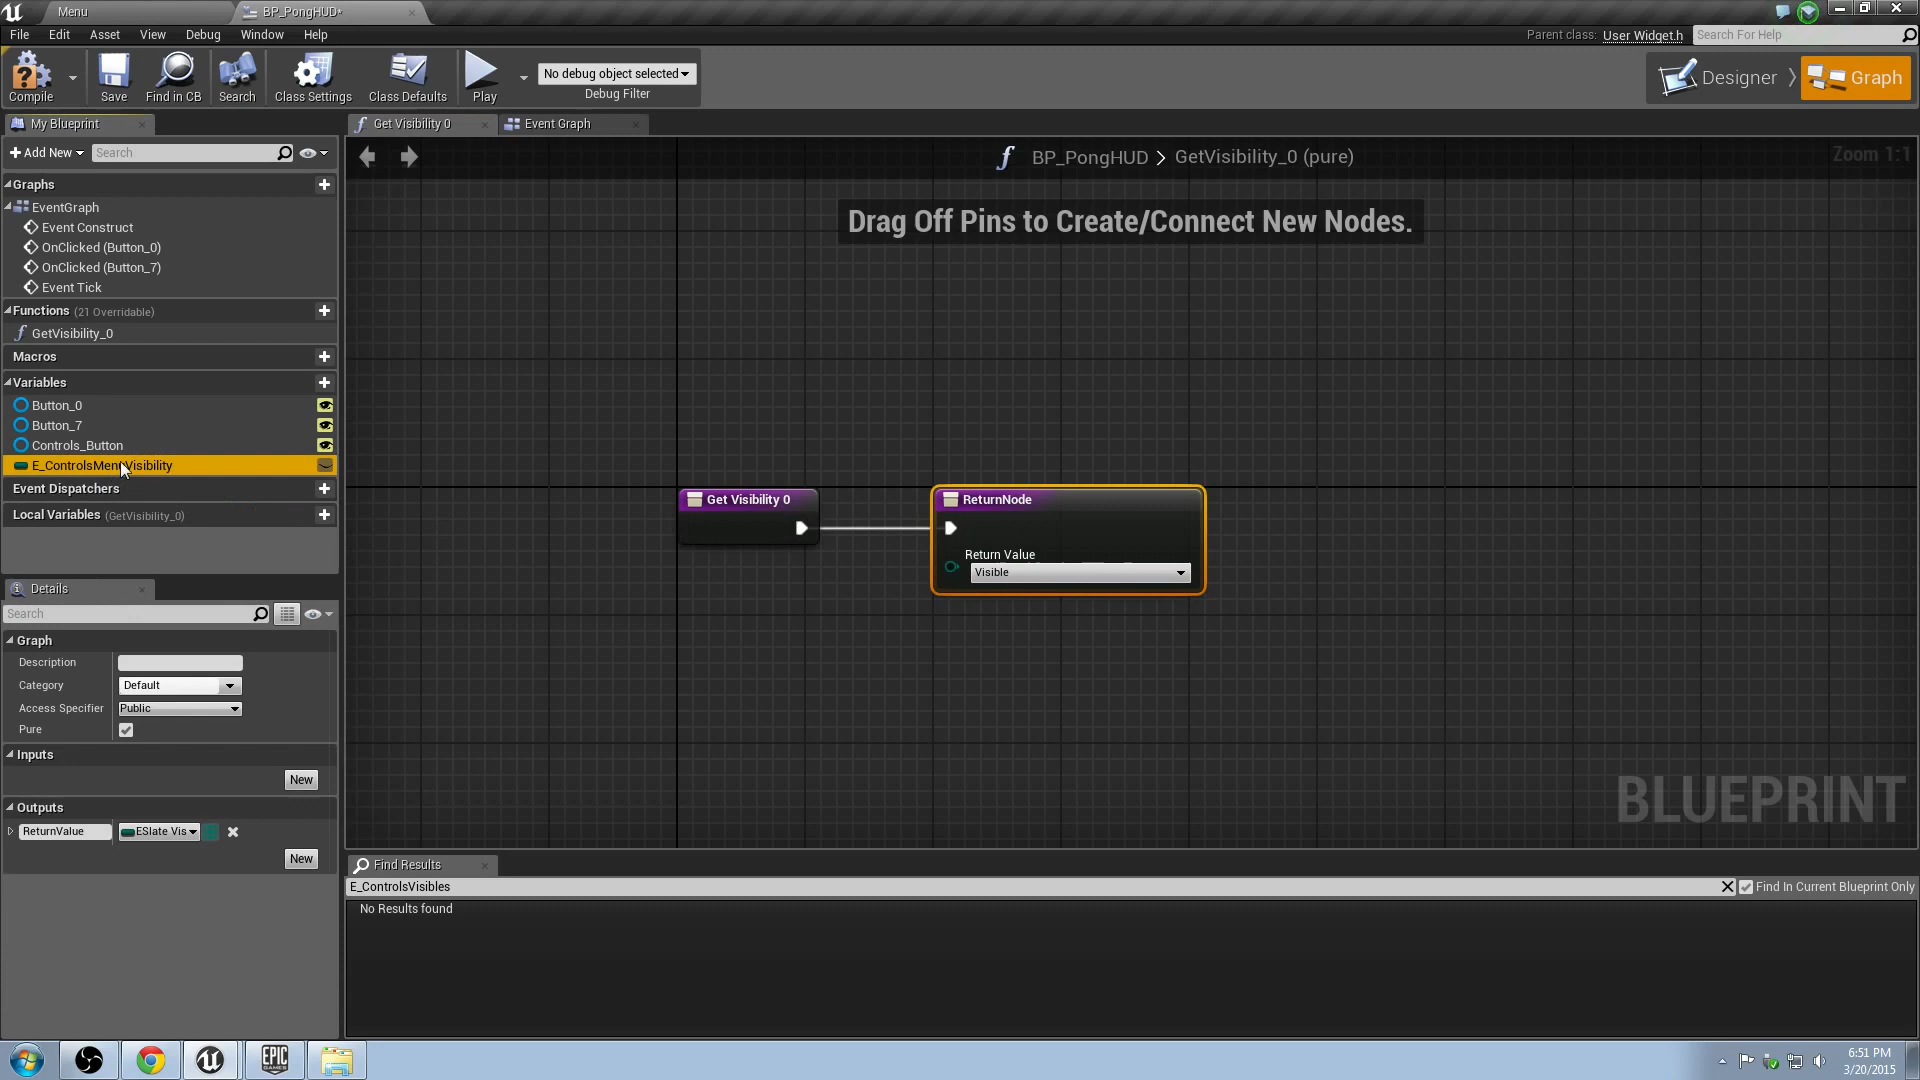 Menu
BP_PongHUD*
File Edit Asset View Debug Window Help
Parent class: User Widget.h
Search For Help
Compile
Save
Find in CB
Search
Class Settings
Class Defaults
Play
No debug object selected
Debug Filter
Designer
Graph
My Blueprint
Get Visibility 0
Event Graph
Add New
Search
BP_PongHUD > GetVisibility_0 (pure)
Zoom 1:1
Drag Off Pins to Create/Connect New Nodes.
Graphs
EventGraph
Event Construct
OnClicked (Button_0)
OnClicked (Button_7)
Event Tick
Functions (21 Overridable)
GetVisibility_0
Macros
Variables
Button_0
Button_7
Controls_Button
E_ControlsMenuVisibility
Event Dispatchers
Local Variables (GetVisibility_0)
Get Visibility 0
ReturnNode
Return Value
Visible
Details
Search
Graph
Description
Category Default
Access Specifier Public
Pure
Inputs
New
Outputs
ReturnValue ESlate Vis
New
BLUEPRINT
Find Results
E_ControlsVisibles
Find In Current Blueprint Only
No Results found
EPIC
GAMES
6:51 PM
3/20/2015